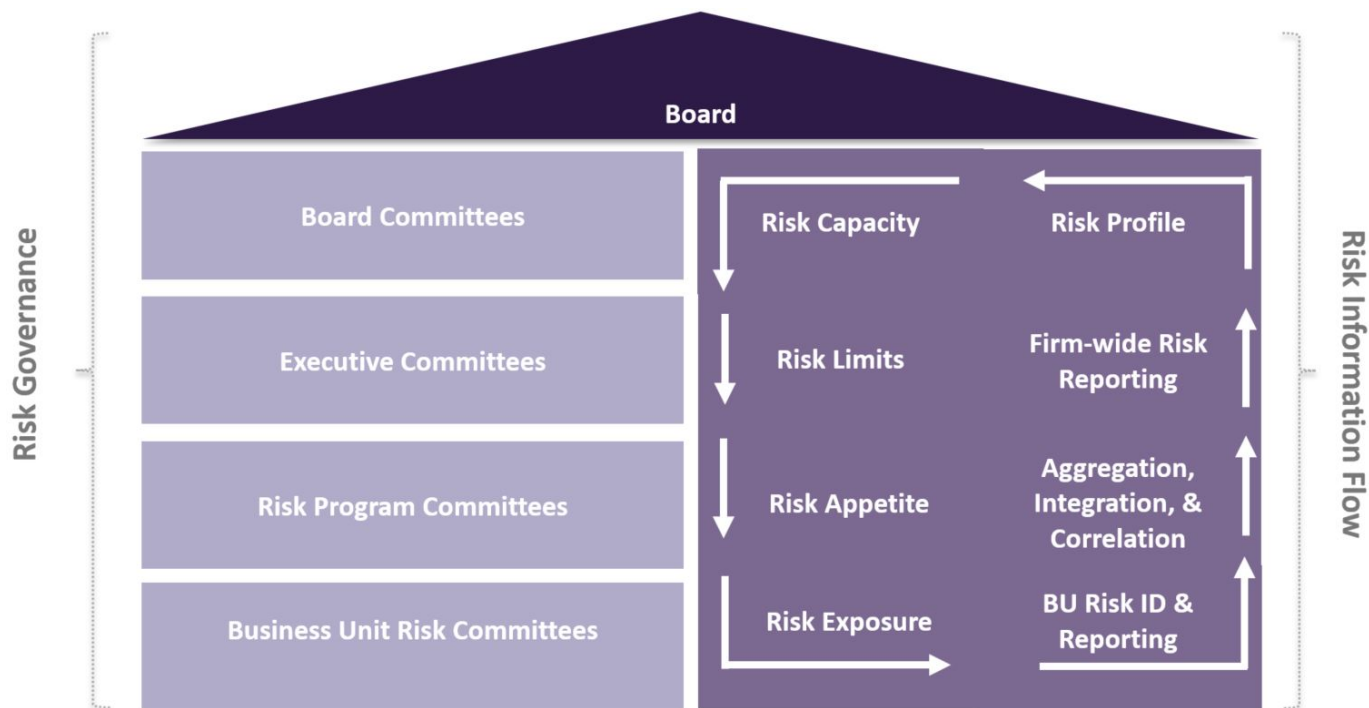 Board
Risk Governance
Board Committees
Executive Committees
Risk Program Committees
Business Unit Risk Committees
Risk Capacity
Risk Profile
Risk Limits
Firm-wide Risk
Reporting
Risk Appetite
Aggregation,
Integration, &
Correlation
Risk Exposure
BU Risk ID &
Reporting
Risk Information Flow